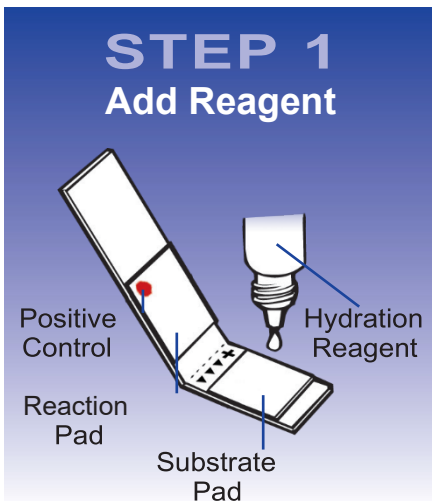 STEP 1
Add Reagent
Positive
Control
Hydration
Reagent
Reaction
Pad
Substrate
Pad